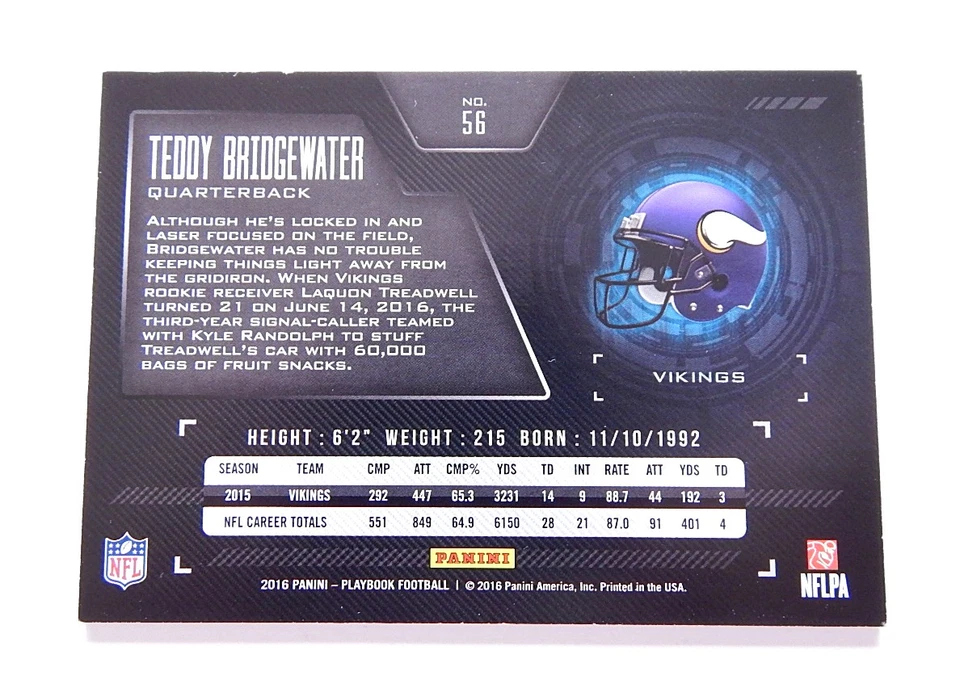 NO.
56
TEDDY BRIDGEWATER
QUARTERBACK
ALTHOUGH HE'S LOCKED IN AND
LASER FOCUSED ON THE FIELD,
BRIDGEWATER HAS NO TROUBLE
KEEPING THINGS LIGHT AWAY FROM
THE GRIDIRON. WHEN VIKINGS
ROOKIE RECEIVER LAQUON TREADWELL
TURNED 21 ON JUNE 14, 2016, THE
THIRD-YEAR SIGNAL-CALLER TEAMED
WITH KYLE RANDOLPH TO STUFF
TREADWELL'S CAR WITH 60,000
BAGS OF FRUIT SNACKS.
VIKINGS
HEIGHT : 6'2" WEIGHT : 215 BORN : 11/10/1992
SEASON TEAM CMP ATT CMP% YDS TD INT RATE ATT YDS TD
2015 VIKINGS 292 447 65.3 3231 14 9 88.7 44 192 3
NFL CAREER TOTALS 551 849 64.9 6150 28 21 87.0 91 401 4
PANINI
NFL
NFLPA
2016 PANINI – PLAYBOOK FOOTBALL | © 2016 Panini America, Inc. Printed in the USA.